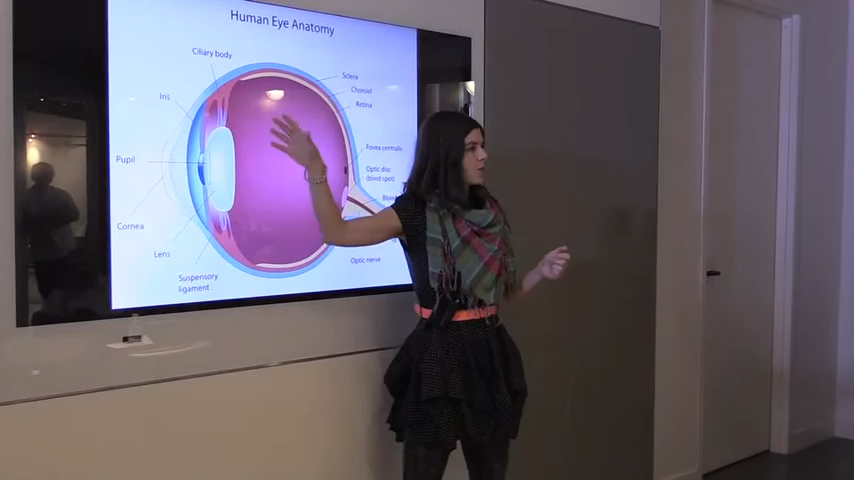 Human Eye Anatomy
Ciliary body
Sclera
Choroid
Iris
Retina
Fovea centralis
Pupil
Optic disc
(blind spot)
Blood
Cornea
Lens
Optic nerve
Suspensory
ligament